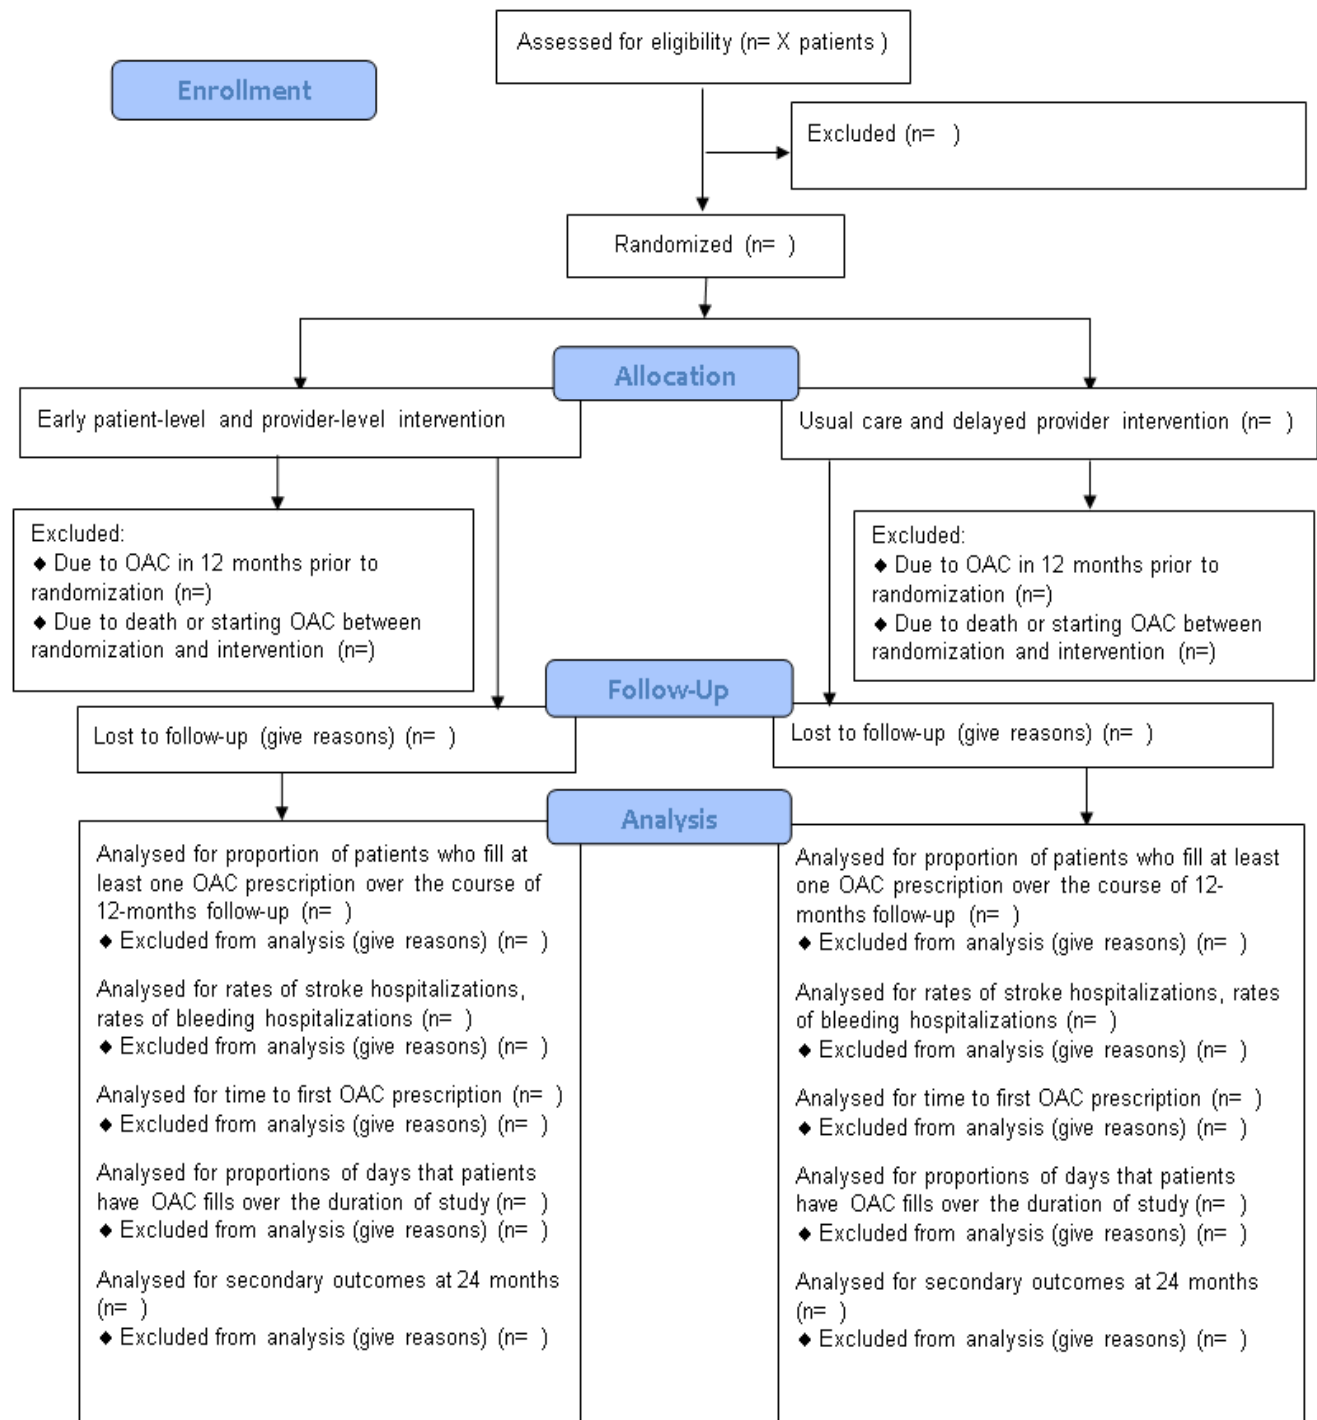 Assessed for eligibility (n= X patients )
Enrollment
Excluded (n=  )
Randomized (n=  )
Allocation
Early patient-level and provider-level intervention
Usual care and delayed provider intervention (n=  )
Excluded:
◆ Due to OAC in 12 months prior to
randomization (n=)
◆ Due to death or starting OAC between
randomization and intervention (n=)
Excluded:
◆ Due to OAC in 12 months prior to
randomization (n=)
◆ Due to death or starting OAC between
randomization and intervention (n=)
Follow-Up
Lost to follow-up (give reasons) (n=  )
Lost to follow-up (give reasons) (n=  )
Analysis
Analysed for proportion of patients who fill at
least one OAC prescription over the course of
12-months follow-up (n=  )
◆ Excluded from analysis (give reasons) (n=  )
Analysed for rates of stroke hospitalizations,
rates of bleeding hospitalizations (n=  )
◆ Excluded from analysis (give reasons) (n=  )
Analysed for time to first OAC prescription (n=  )
◆ Excluded from analysis (give reasons) (n=  )
Analysed for proportions of days that patients
have OAC fills over the duration of study (n=  )
◆ Excluded from analysis (give reasons) (n=  )
Analysed for secondary outcomes at 24 months
(n=  )
◆ Excluded from analysis (give reasons) (n=  )
Analysed for proportion of patients who fill at least
one OAC prescription over the course of 12-
months follow-up (n=  )
◆ Excluded from analysis (give reasons) (n=  )
Analysed for rates of stroke hospitalizations, rates
of bleeding hospitalizations (n=  )
◆ Excluded from analysis (give reasons) (n=  )
Analysed for time to first OAC prescription (n=  )
◆ Excluded from analysis (give reasons) (n=  )
Analysed for proportions of days that patients
have OAC fills over the duration of study (n=  )
◆ Excluded from analysis (give reasons) (n=  )
Analysed for secondary outcomes at 24 months
(n=  )
◆ Excluded from analysis (give reasons) (n=  )